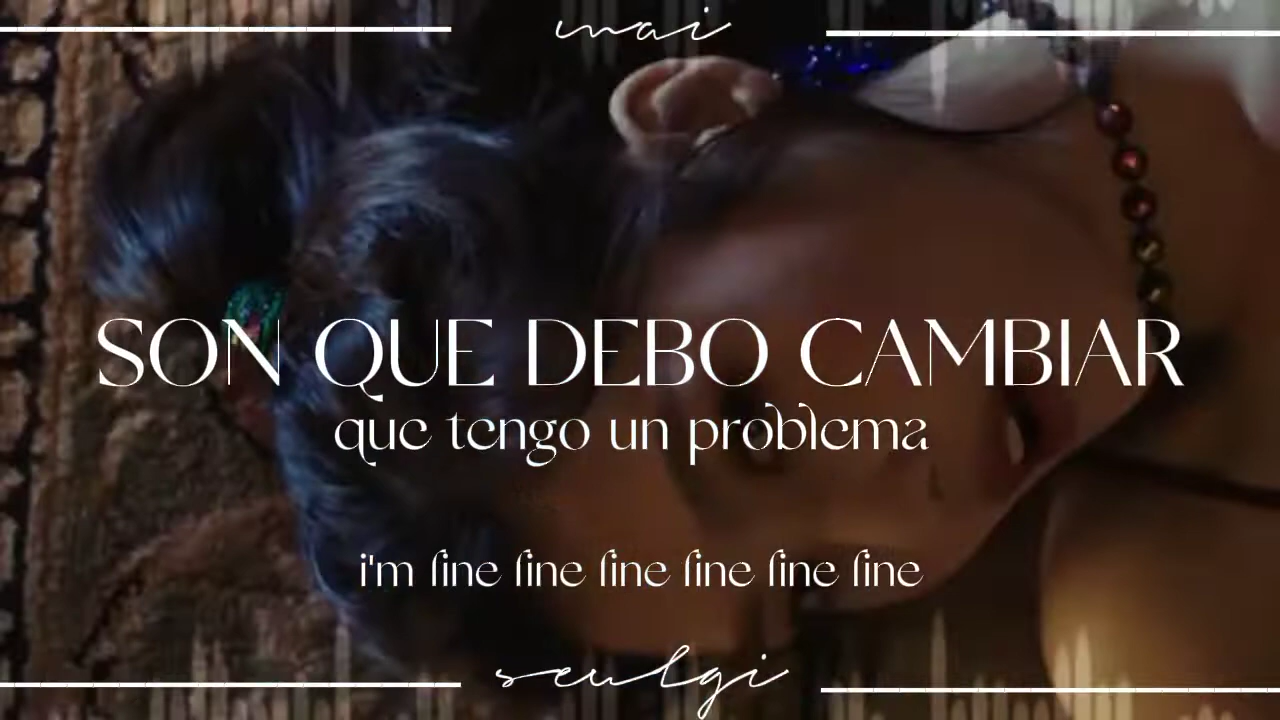 mai
SON QUE DEBO CAMBIAR
que tengo un problema
i'm fine fine fine fine fine fine
seulgi